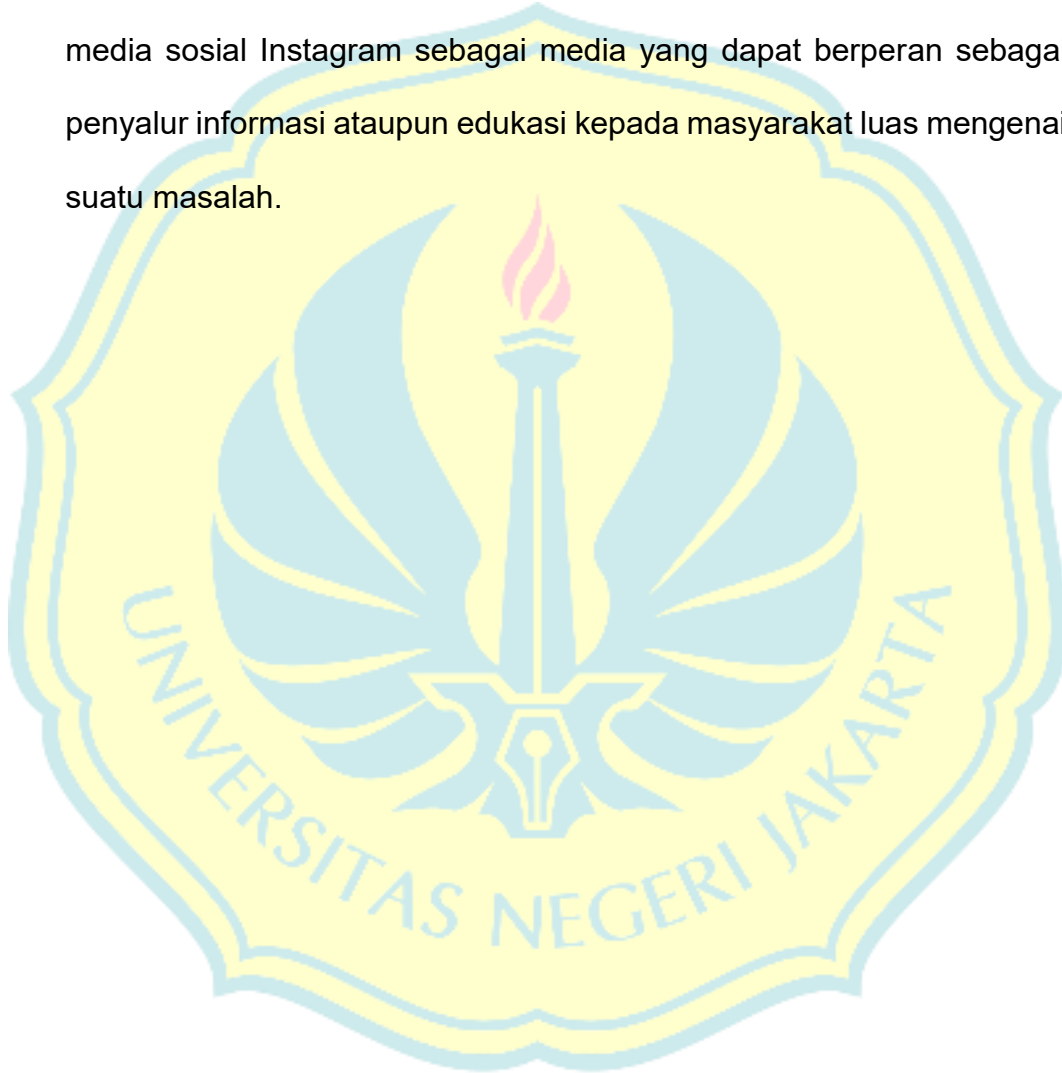 media sosial Instagram sebagai media yang dapat berperan sebaga
penyalur informasi ataupun edukasi kepada masyarakat luas mengenai
suatu masalah.
UNIVERSITAS NEGERI JAKARTA